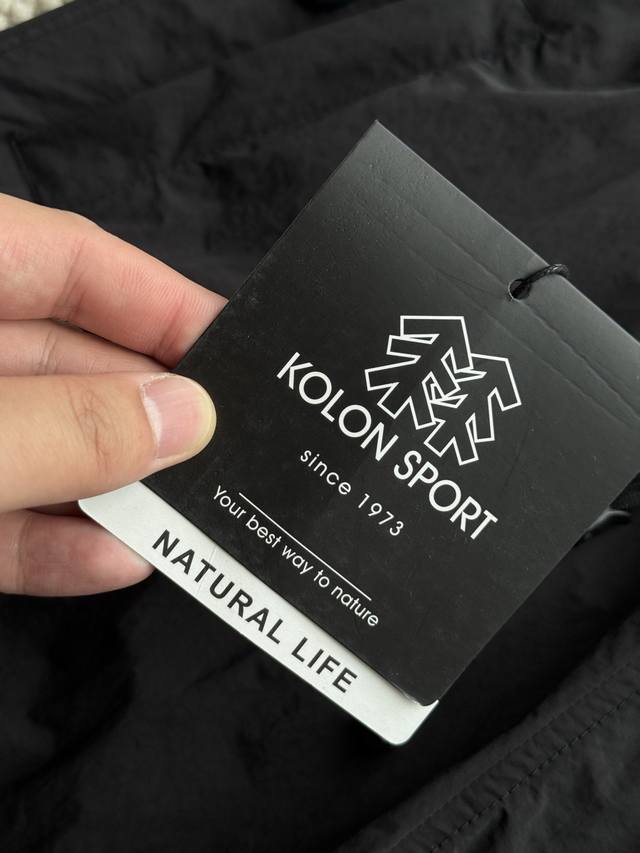 KOLON SPORT
since 1973
Your best way to nature
NATURAL LIFE